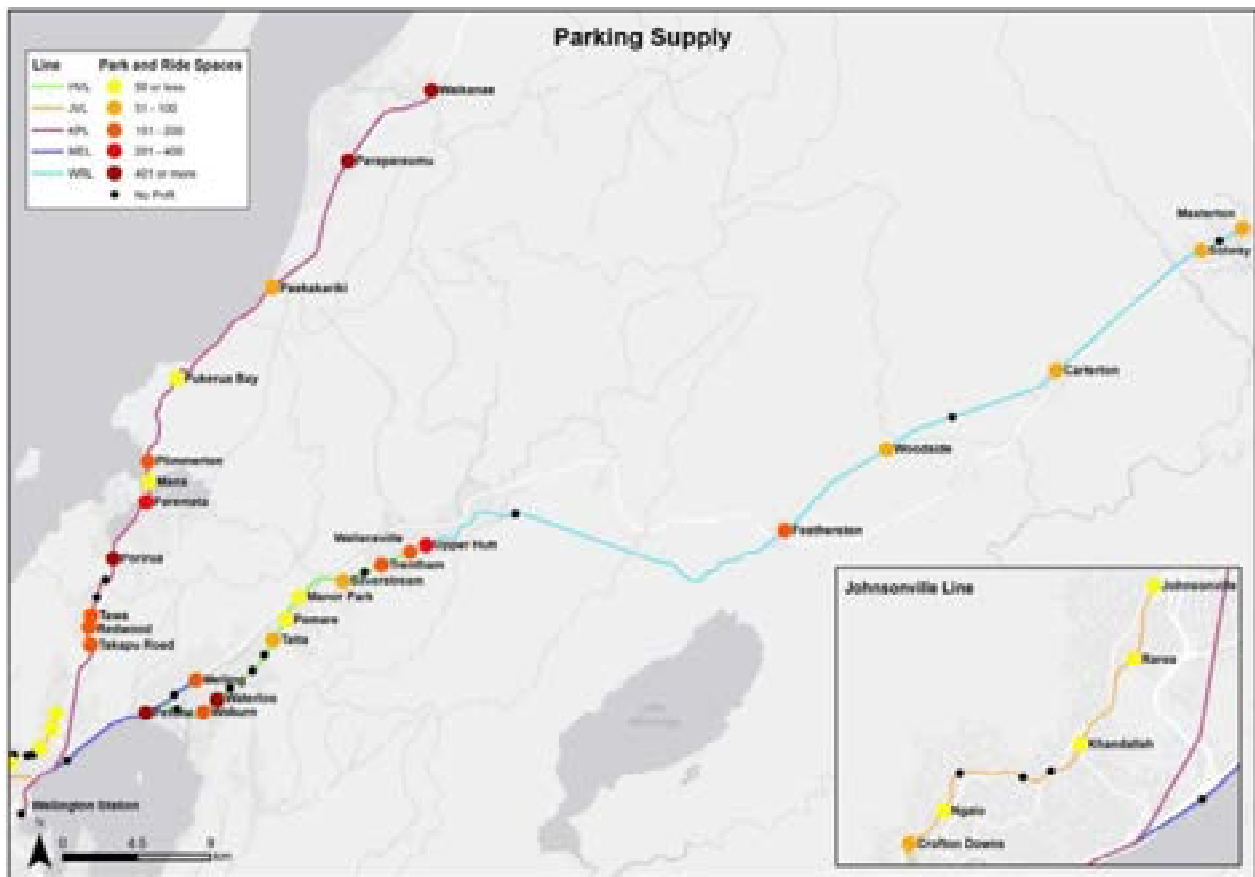 Parking Supply
Line Park and Ride Spaces
HVL 50 or less
JVL 51 - 100
KPL 101 - 200
MEL 201 - 400
WRL 401 or more
No PnR
Waikanae
Paraparaumu
Masterton
Solway
Paekakariki
Pukerua Bay
Carterton
Woodside
Plimmerton
Mana
Paremata
Featherston
Wallaceville
Upper Hutt
Porirua
Trentham
Silverstream
Manor Park
Pomare
Tawa
Redwood
Takapu Road
Taita
Melling
Waterloo
Petone
Woburn
Wellington Station
0 4.5 9
km
Johnsonville Line
Johnsonville
Raroa
Khandallah
Ngaio
Crofton Downs